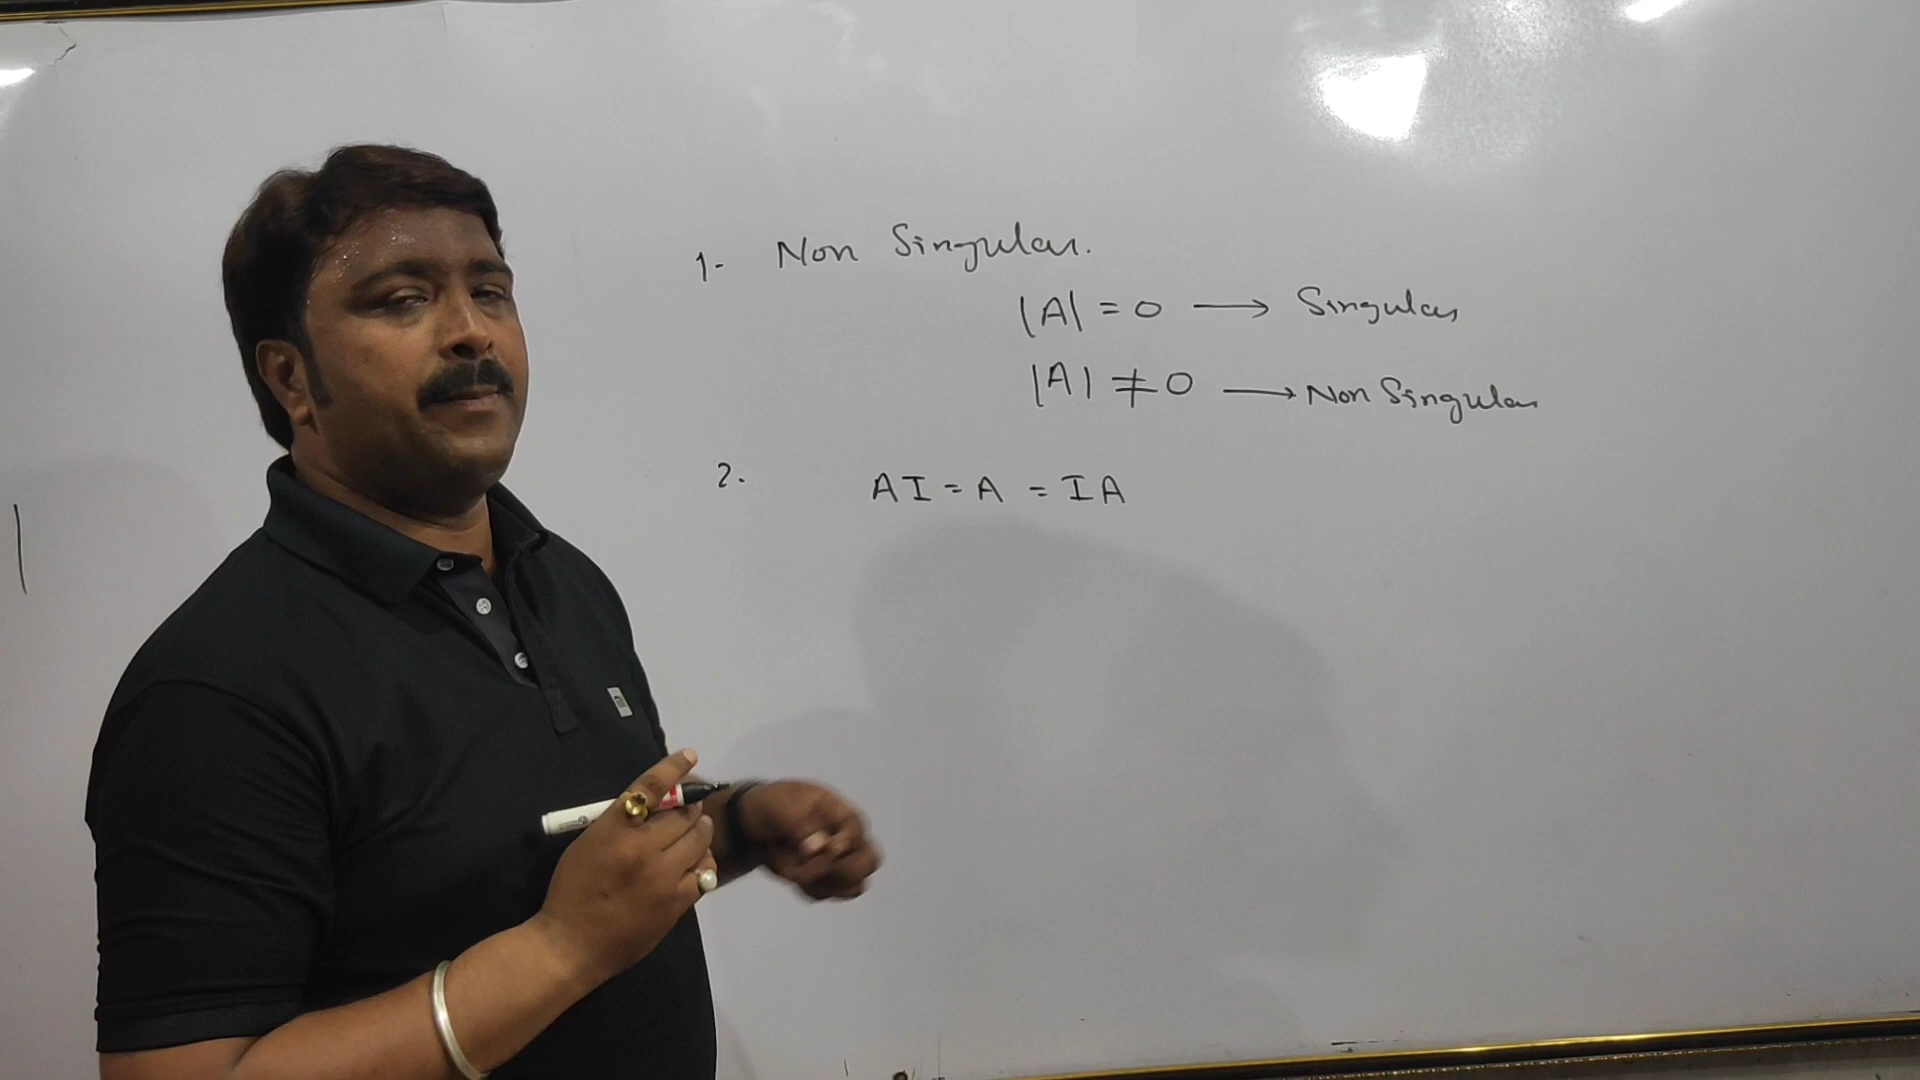 1- Non Singular.
|A| = 0 → Singular
|A| ≠ 0 → Non Singular
2. AI = A = IA